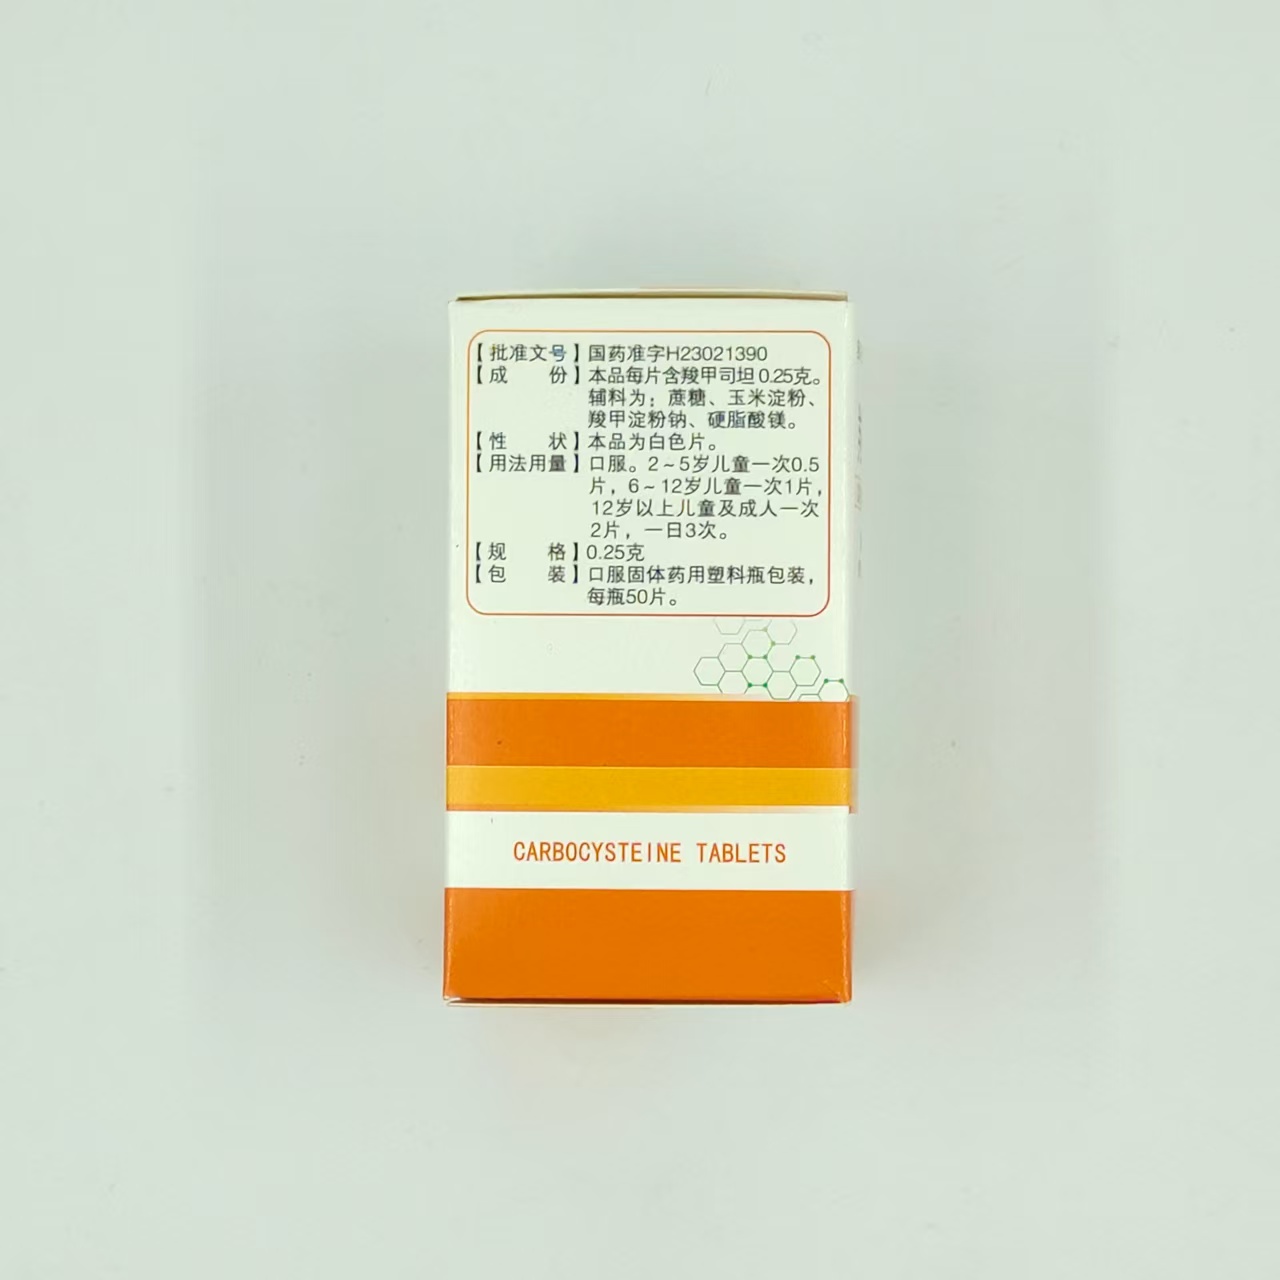 【批准文号】国药准字H23021390
【成 份】本品每片含羧甲司坦0.25克。
辅料为：蔗糖、玉米淀粉、
羧甲淀粉钠、硬脂酸镁。
【性 状】本品为白色片。
【用法用量】口服。2~5岁儿童一次0.5
片，6~12岁儿童一次1片，
12岁以上儿童及成人一次
2片，一日3次。
【规 格】0.25克
【包 装】口服固体药用塑料瓶包装，
每瓶50片。
CARBOCYSTEINE TABLETS